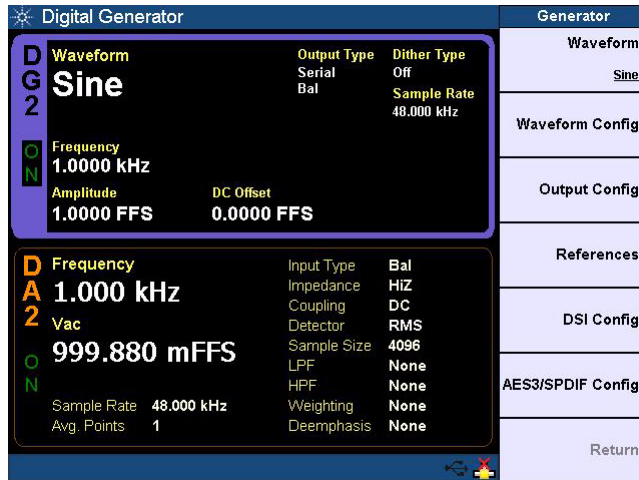 Digital Generator
DG2
ON
Waveform
Sine
Output Type
Serial
Bal
Dither Type
Off
Sample Rate
48.000 kHz
Frequency
1.0000 kHz
Amplitude
1.0000 FFS
DC Offset
0.0000 FFS
DA2
ON
Frequency
1.000 kHz
Vac
999.880 mFFS
Sample Rate 48.000 kHz
Avg. Points 1
Input Type Bal
Impedance HiZ
Coupling DC
Detector RMS
Sample Size 4096
LPF None
HPF None
Weighting None
Deemphasis None
Generator
Waveform
Sine
Waveform Config
Output Config
References
DSI Config
AES3/SPDIF Config
Return